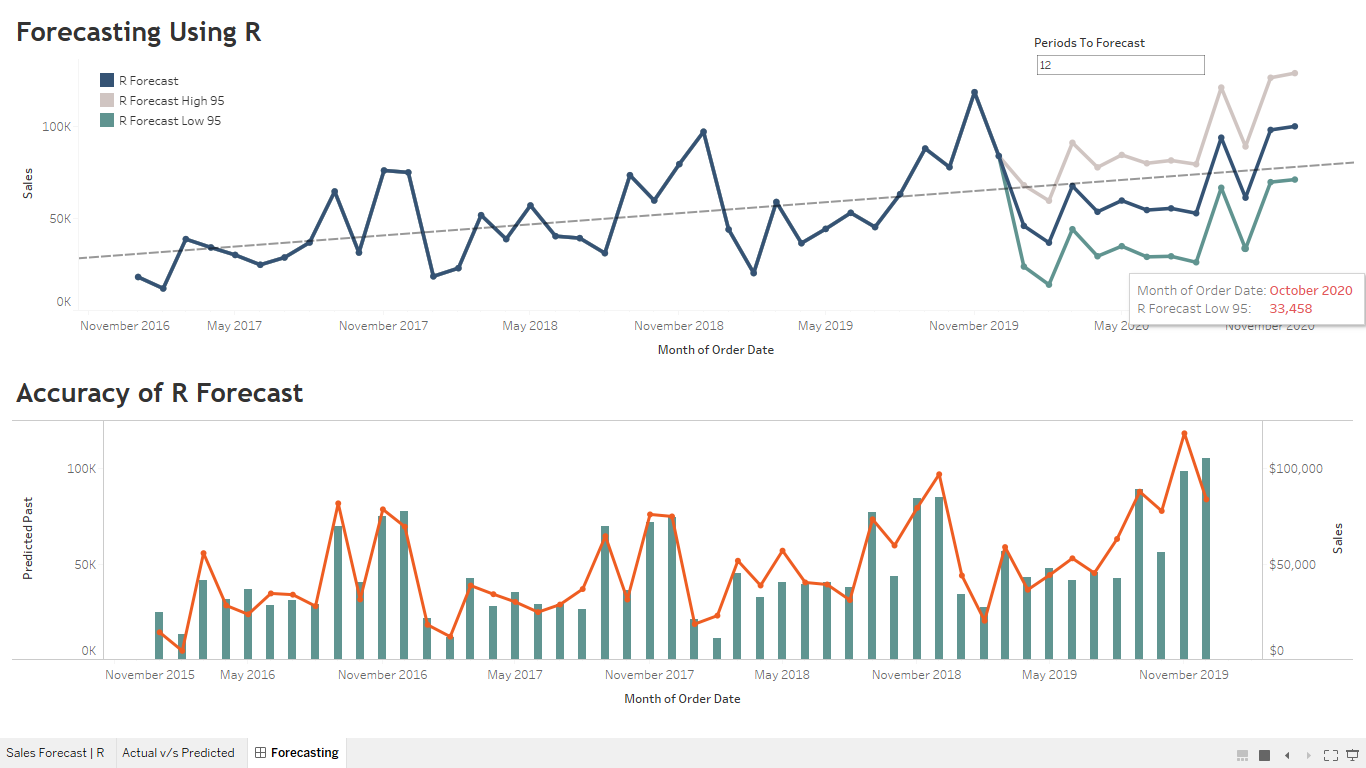 Forecasting Using R
Periods To Forecast
12
R Forecast
R Forecast High 95
R Forecast Low 95
100K
50K
0K
Sales
Month of Order Date: October 2020
R Forecast Low 95: 33,458
November 2016 May 2017 November 2017 May 2018 November 2018 May 2019 November 2019 May 2020 November 2020
Month of Order Date
Accuracy of R Forecast
100K
50K
0K
Predicted Past
$100,000
$50,000
$0
Sales
November 2015 May 2016 November 2016 May 2017 November 2017 May 2018 November 2018 May 2019 November 2019
Month of Order Date
Sales Forecast | R Actual v/s Predicted Forecasting